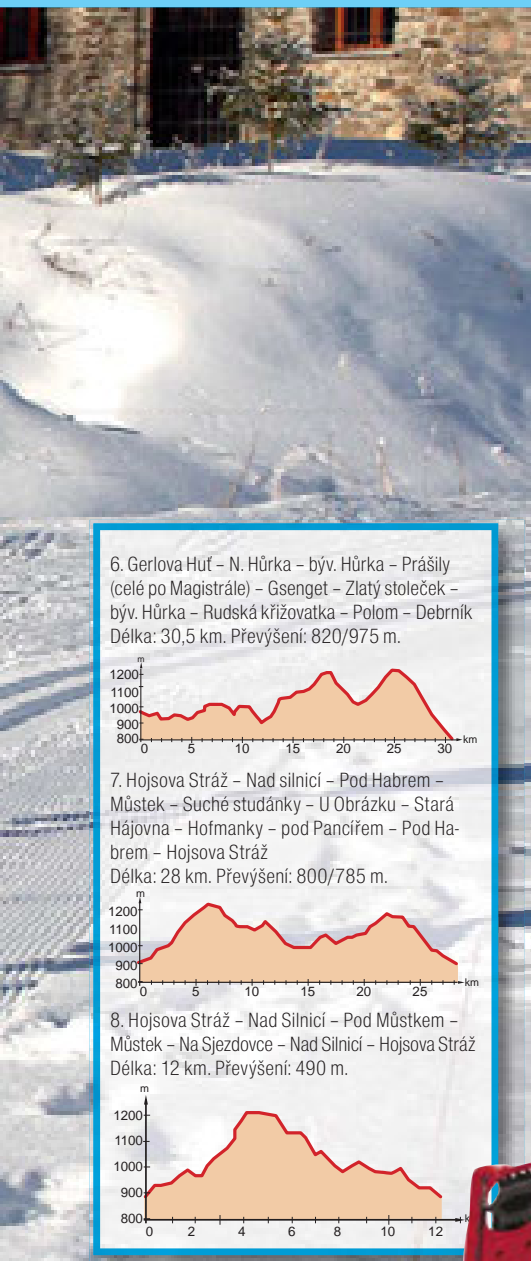 6. Gerlova Huť – N. Hůrka – býv. Hůrka – Prášily
(celé po Magistrále) – Gsenget – Zlatý stoleček –
býv. Hůrka – Rudská křižovatka – Polom – Debrník
Délka: 30,5 km. Převýšení: 820/975 m.
m
1200
1100
1000
900
800
0 5 10 15 20 25 30 km
7. Hojsova Stráž – Nad silnicí – Pod Habrem –
Můstek – Suché studánky – U Obrázku – Stará
Hájovna – Hofmanky – pod Pancířem – Pod Ha-
brem – Hojsova Stráž
Délka: 28 km. Převýšení: 800/785 m.
m
1200
1100
1000
900
800
0 5 10 15 20 25 km
8. Hojsova Stráž – Nad Silnicí – Pod Můstkem –
Můstek – Na Sjezdovce – Nad Silnicí – Hojsova Stráž
Délka: 12 km. Převýšení: 490 m.
m
1200
1100
1000
900
800
0 2 4 6 8 10 12